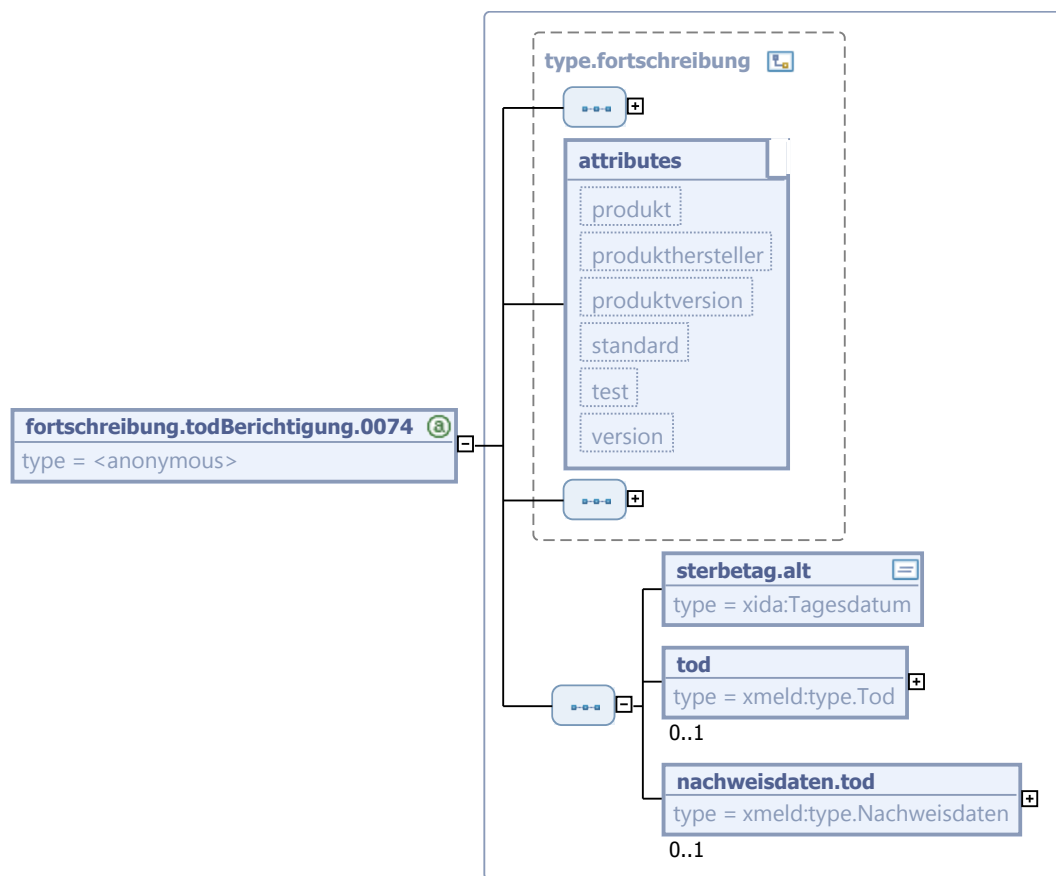 type.fortschreibung
attributes
produkt
produkthersteller
produktversion
standard
test
version
fortschreibung.todBerichtigung.0074
type = <anonymous>
sterbetag.alt
type = xida:Tagesdatum
tod
type = xmeld:type.Tod
0..1
nachweisdaten.tod
type = xmeld:type.Nachweisdaten
0..1